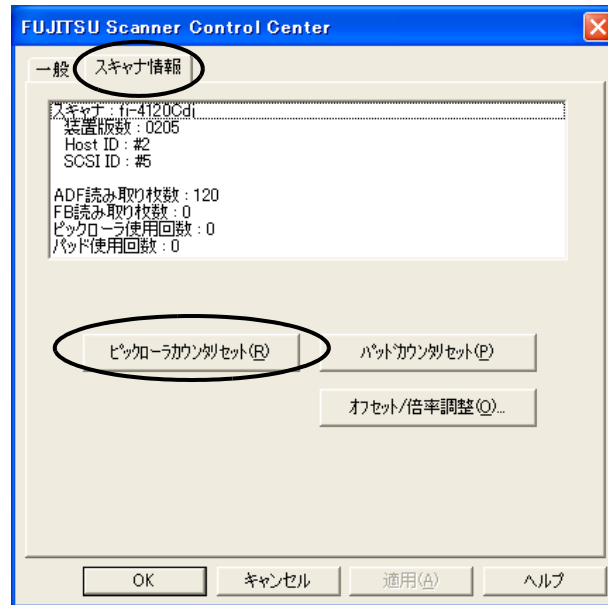 FUJITSU Scanner Control Center
一般 スキャナ情報
スキャナ : fi-4120Cdi
装置版数 : 0205
Host ID : #2
SCSI ID : #5
ADF読み取り枚数 : 120
FB読み取り枚数 : 0
ピックローラ使用回数 : 0
パッド使用回数 : 0
ピックローラカウンタリセット(R) パッドカウンタリセット(P)
オフセット/倍率調整(O)...
OK キャンセル 適用(A) ヘルプ